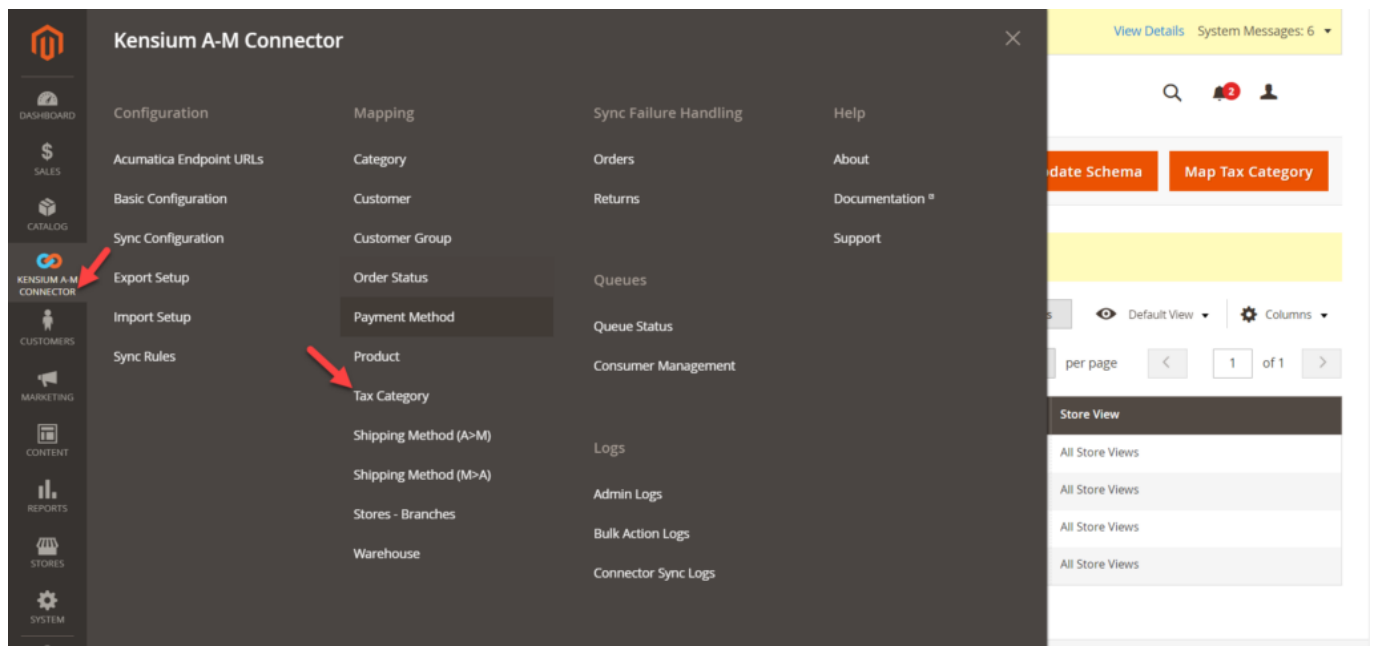 Kensium A-M Connector
View Details System Messages: 6
2
DASHBOARD
SALES
CATALOG
KENSIUM A-M
CONNECTOR
CUSTOMERS
MARKETING
CONTENT
REPORTS
STORES
SYSTEM
Configuration
Acumatica Endpoint URLs
Basic Configuration
Sync Configuration
Export Setup
Import Setup
Sync Rules
Mapping
Category
Customer
Customer Group
Order Status
Payment Method
Product
Tax Category
Shipping Method (A>M)
Shipping Method (M>A)
Stores - Branches
Warehouse
Sync Failure Handling
Orders
Returns
Queues
Queue Status
Consumer Management
Logs
Admin Logs
Bulk Action Logs
Connector Sync Logs
Help
About
Documentation
Support
date Schema Map Tax Category
s Default View Columns
per page 1 of 1
Store View
All Store Views
All Store Views
All Store Views
All Store Views